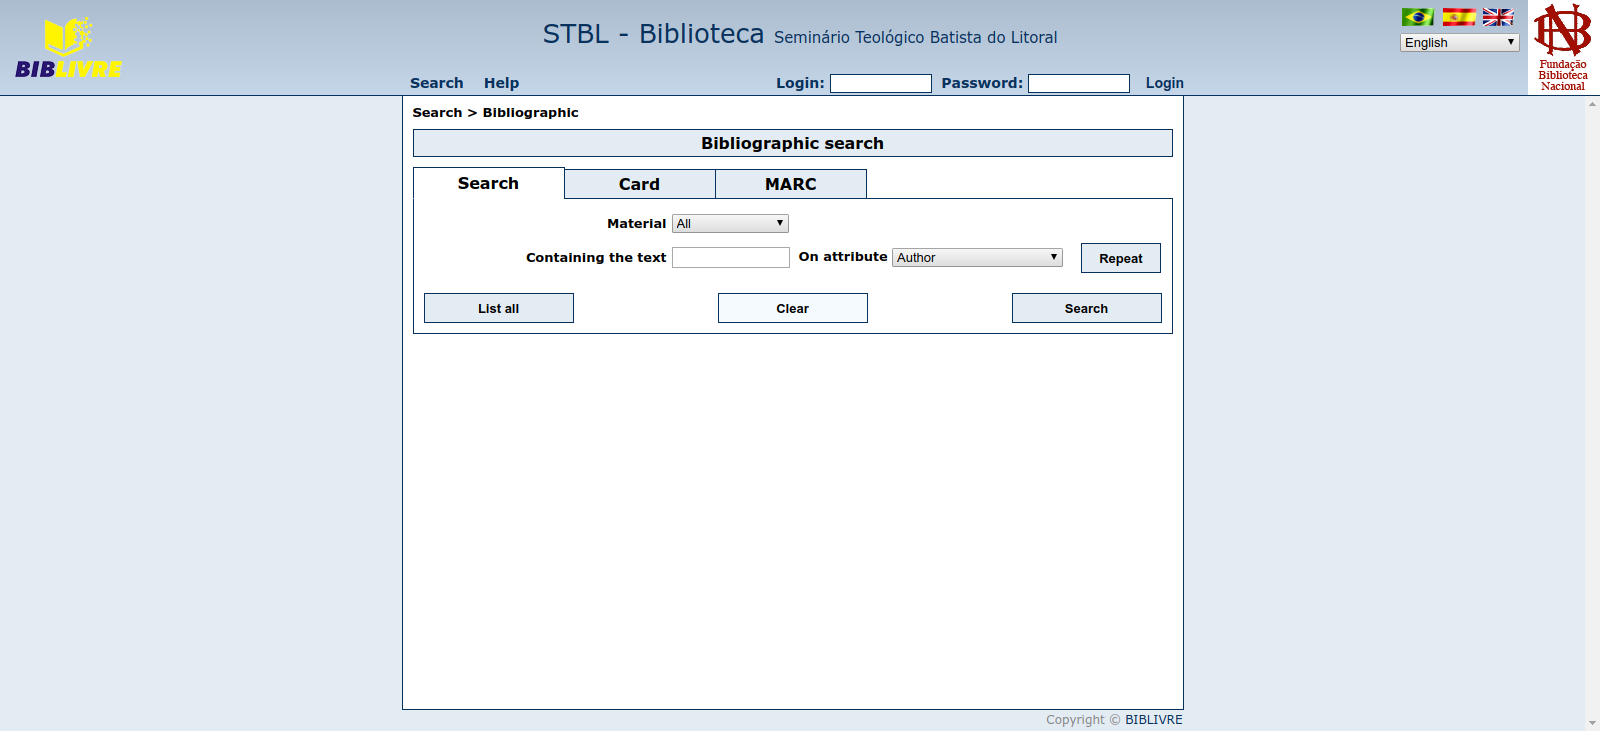 BIBLIVRE
STBL - Biblioteca Seminário Teológico Batista do Litoral
English
Fundação
Biblioteca
Nacional
Search Help Login: Password: Login
Search > Bibliographic
Bibliographic search
Search Card MARC
Material All
Containing the text On attribute Author Repeat
List all Clear Search
Copyright © BIBLIVRE